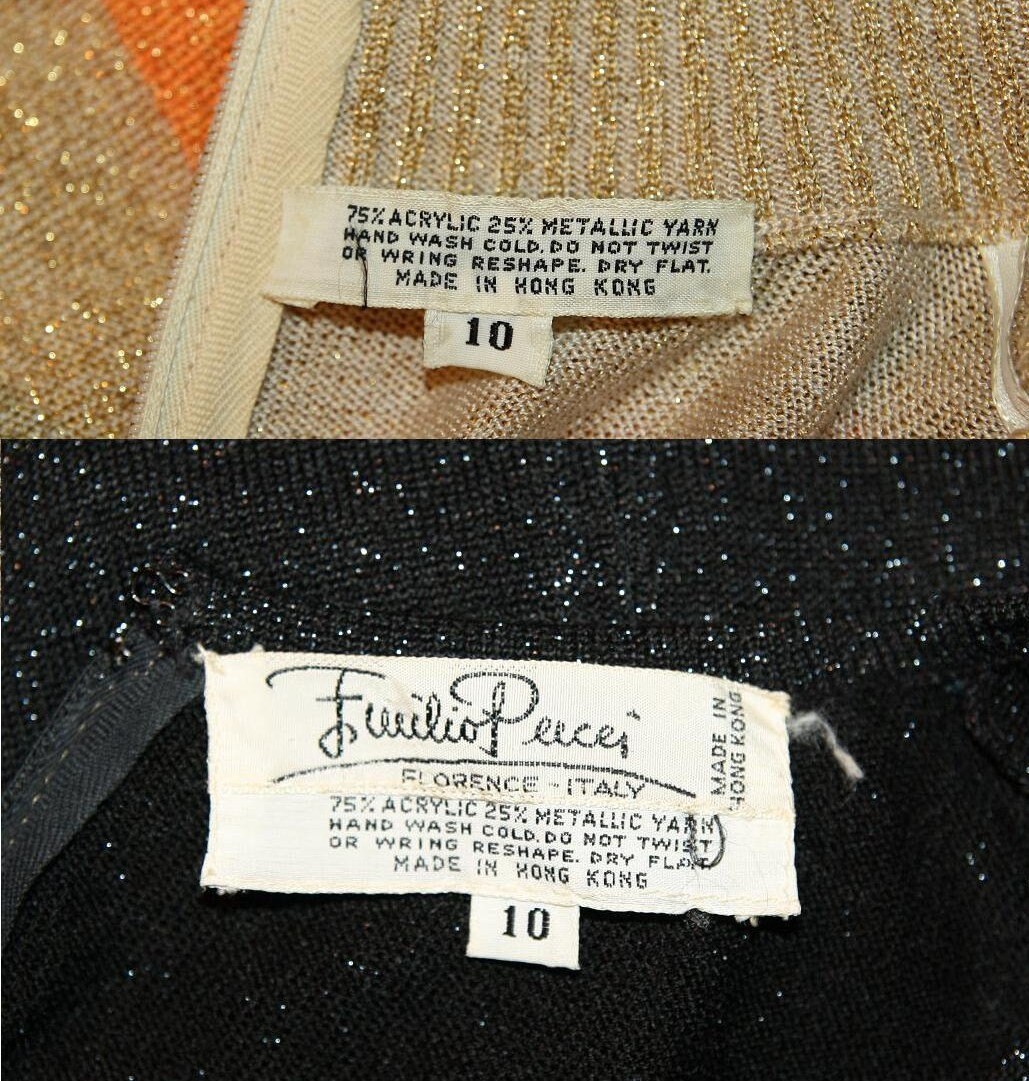 75% ACRYLIC 25% METALLIC YARN
HAND WASH COLD. DO NOT TWIST
OR WRING RESHAPE. DRY FLAT.
MADE IN HONG KONG
10
Emilio Pucci
FLORENCE - ITALY
MADE IN
HONG KONG
75% ACRYLIC 25% METALLIC YARN
HAND WASH COLD. DO NOT TWIST
OR WRING RESHAPE. DRY FLAT
MADE IN HONG KONG
10